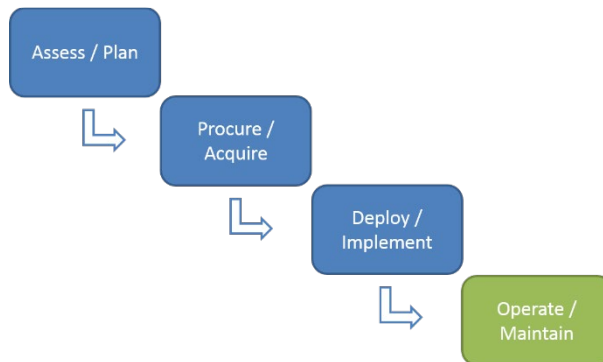 Assess / Plan
Procure /
Acquire
Deploy /
Implement
Operate /
Maintain